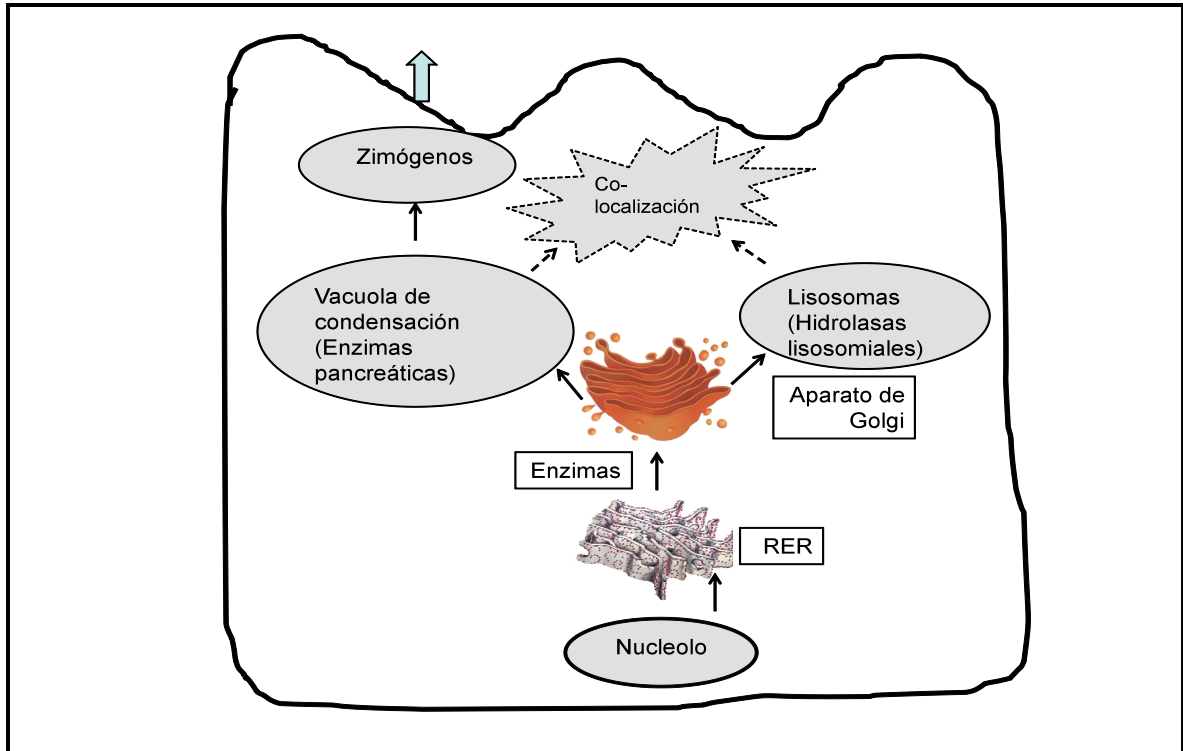 Zimógenos
Co-
localización
Vacuola de
condensación
(Enzimas
pancreáticas)
Lisosomas
(Hidrolasas
lisosomiales)
Aparato de
Golgi
Enzimas
RER
Nucleolo